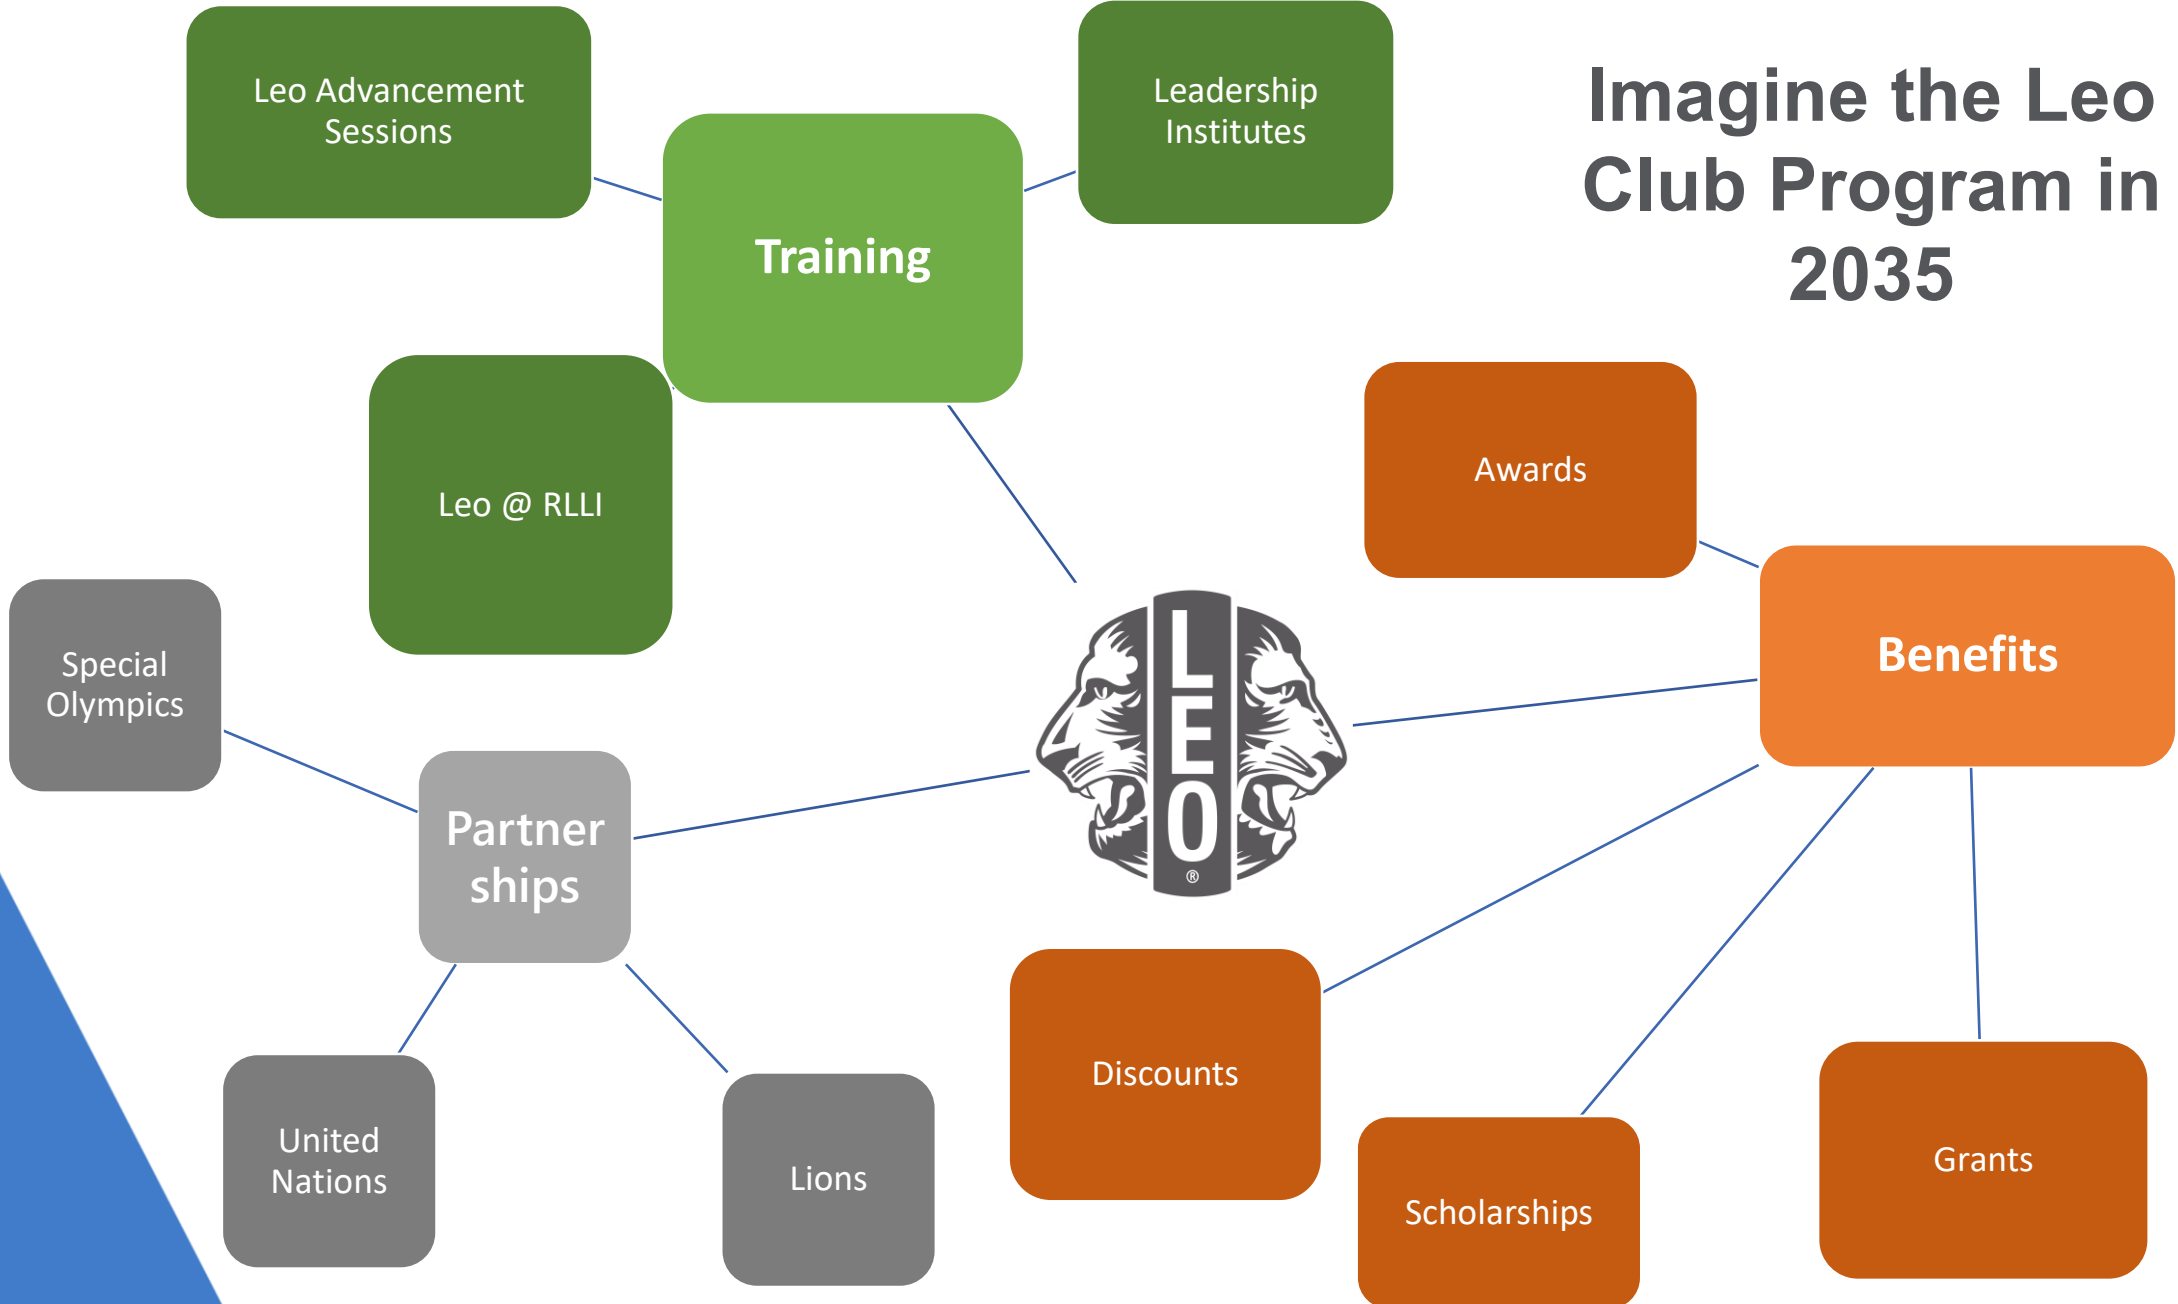 Imagine the Leo
Club Program in
2035
Leo Advancement
Sessions
Leadership
Institutes
Training
Leo @ RLLI
Awards
Benefits
Special
Olympics
Partner
ships
L
E
O
®
Discounts
United
Nations
Lions
Scholarships
Grants